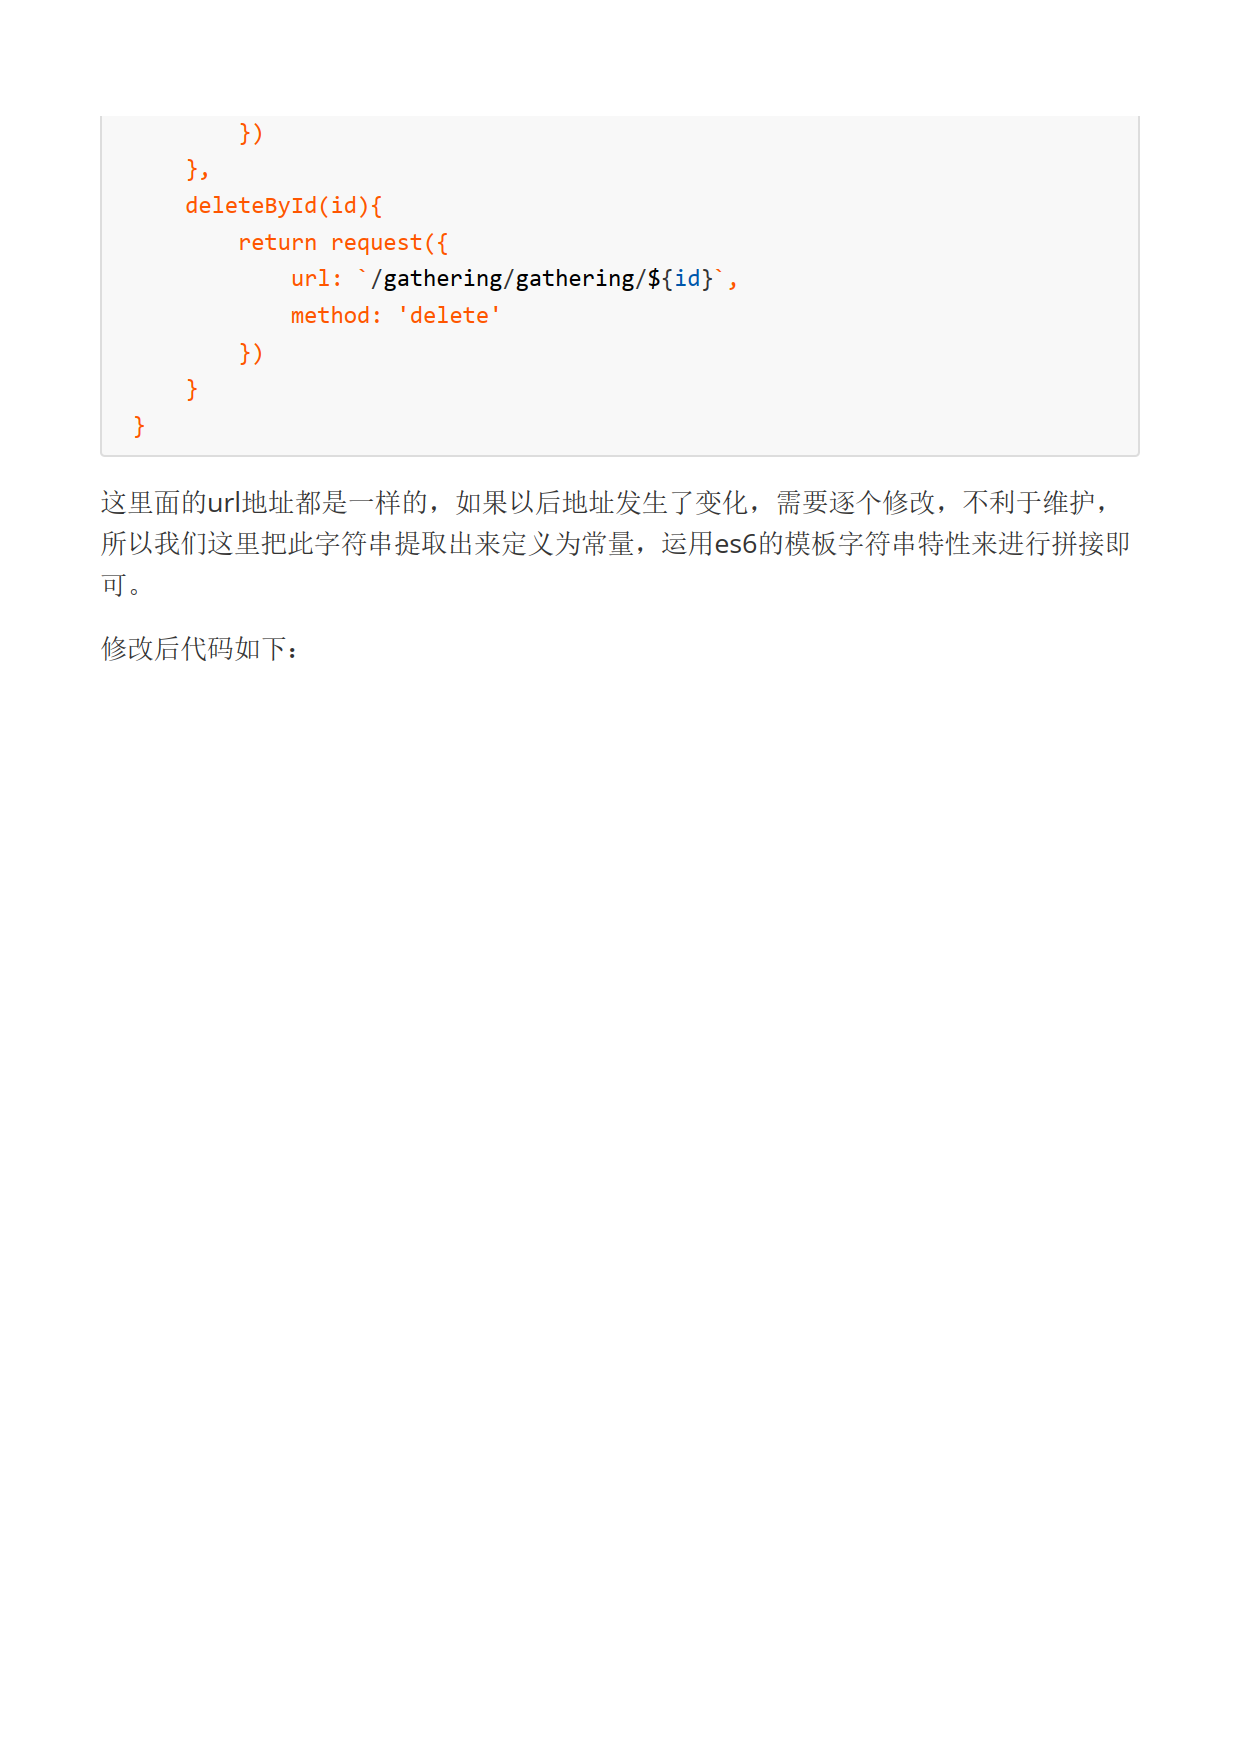 })
    },
    deleteById(id){
        return request({
            url: `/gathering/gathering/${id}`,
            method: 'delete'
        })
    }
}
这里面的url地址都是一样的，如果以后地址发生了变化，需要逐个修改，不利于维护，
所以我们这里把此字符串提取出来定义为常量，运用es6的模板字符串特性来进行拼接即
可。
修改后代码如下：